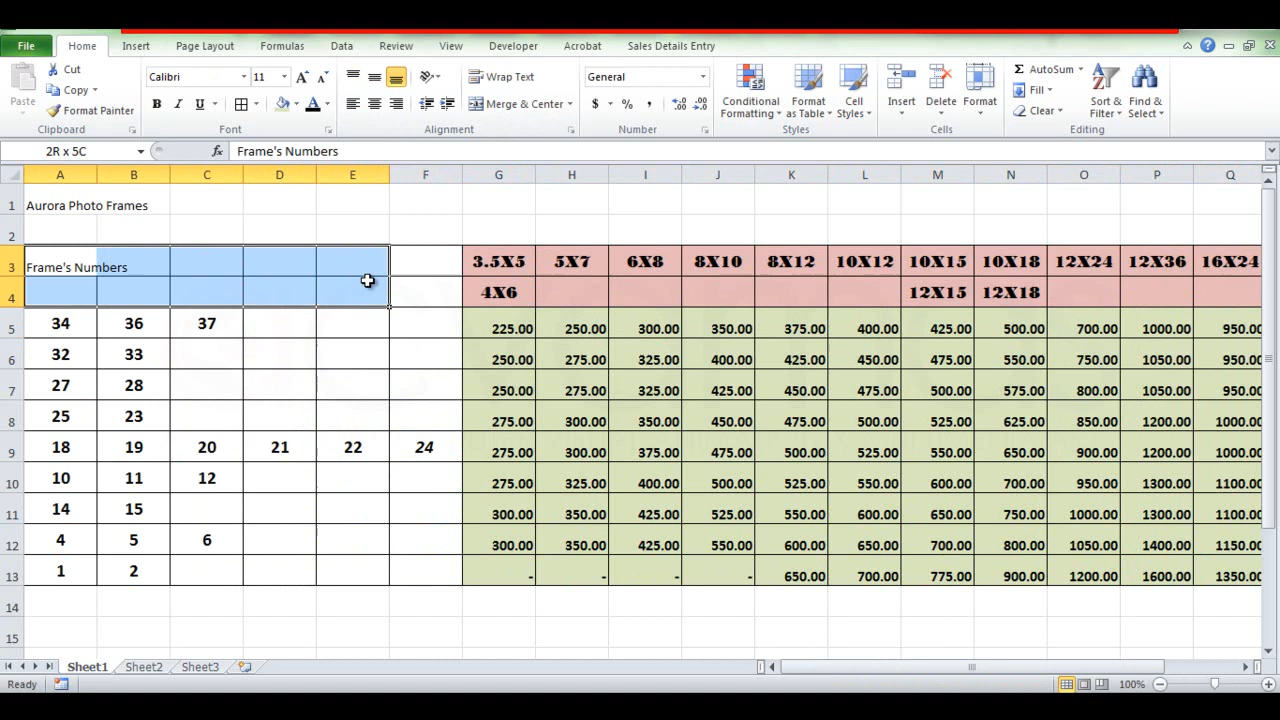 File Home Insert Page Layout Formulas Data Review View Developer Acrobat Sales Details Entry
Cut Calibri 11 Wrap Text General AutoSum
Paste Copy Conditional Formatting Format as Table Cell Styles Insert Delete Format Fill Sort & Filter Find & Select
Format Painter B I U A Merge & Center $ % , Clear
Clipboard Font Alignment Number Styles Cells Editing
2R x 5C fx Frame's Numbers
A B C D E F G H I J K L M N O P Q
1 Aurora Photo Frames
2
3 Frame's Numbers 3.5X5 5X7 6X8 8X10 8X12 10X12 10X15 10X18 12X24 12X36 16X24
4 4X6 12X15 12X18
5 34 36 37 225.00 250.00 300.00 350.00 375.00 400.00 425.00 500.00 700.00 1000.00 950.00
6 32 33 250.00 275.00 325.00 400.00 425.00 450.00 475.00 550.00 750.00 1050.00 950.00
7 27 28 250.00 275.00 325.00 425.00 450.00 475.00 500.00 575.00 800.00 1050.00 950.00
8 25 23 275.00 300.00 350.00 450.00 475.00 500.00 525.00 625.00 850.00 1200.00 1000.00
9 18 19 20 21 22 24 275.00 300.00 375.00 475.00 500.00 525.00 550.00 650.00 900.00 1200.00 1000.00
10 10 11 12 275.00 325.00 400.00 500.00 525.00 550.00 600.00 700.00 950.00 1300.00 1100.00
11 14 15 300.00 350.00 425.00 525.00 550.00 600.00 650.00 750.00 1000.00 1300.00 1100.00
12 4 5 6 300.00 350.00 425.00 550.00 600.00 650.00 700.00 800.00 1050.00 1400.00 1150.00
13 1 2 - - - - 650.00 700.00 775.00 900.00 1200.00 1600.00 1350.00
14
15
Sheet1 Sheet2 Sheet3
Ready 100%